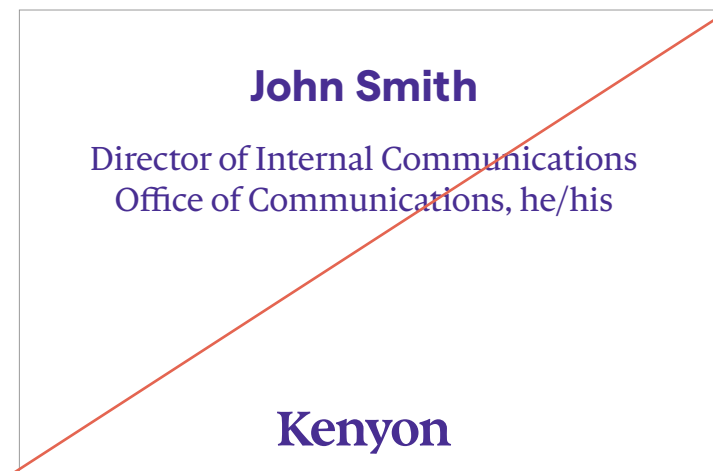 John Smith
Director of Internal Communications
Office of Communications, he/his
Kenyon